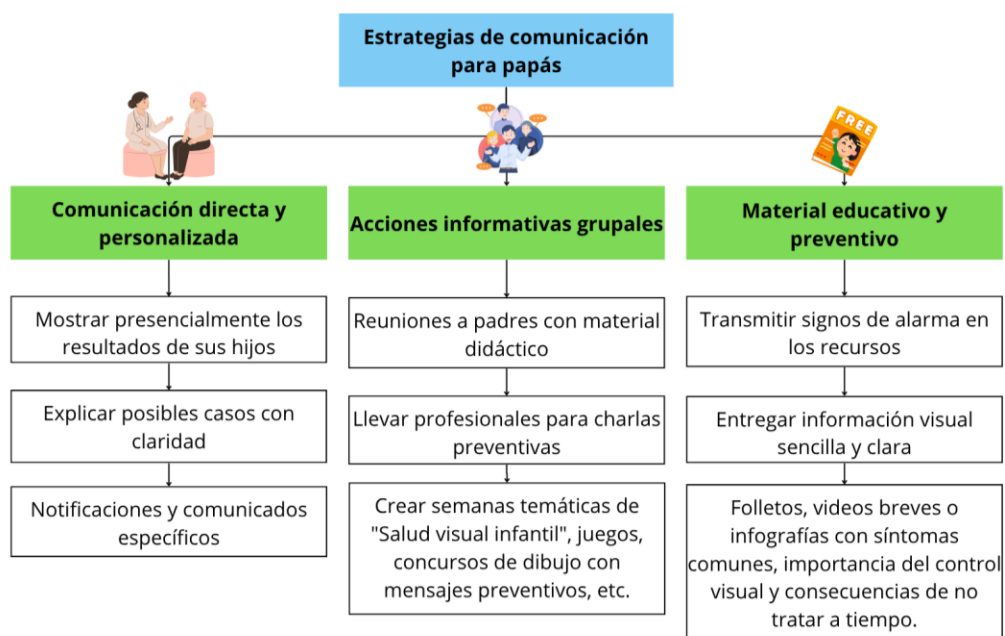 Estrategias de comunicación
para papás
FREE
Comunicación directa y
personalizada
Mostrar presencialmente los
resultados de sus hijos
Explicar posibles casos con
claridad
Notificaciones y comunicados
específicos
Acciones informativas grupales
Reuniones a padres con material
didáctico
Llevar profesionales para charlas
preventivas
Crear semanas temáticas de
"Salud visual infantil", juegos,
concursos de dibujo con
mensajes preventivos, etc.
Material educativo y
preventivo
Transmitir signos de alarma en
los recursos
Entregar información visual
sencilla y clara
Folletos, videos breves o
infografías con síntomas
comunes, importancia del control
visual y consecuencias de no
tratar a tiempo.